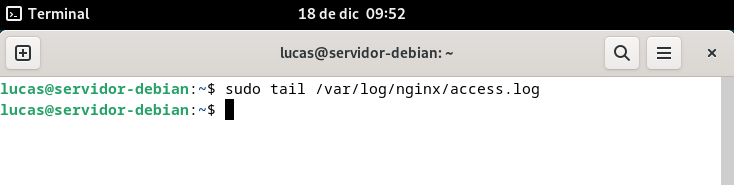 Terminal
18 de dic 09:52
lucas@servidor-debian: ~
lucas@servidor-debian:~$ sudo tail /var/log/nginx/access.log
lucas@servidor-debian:~$